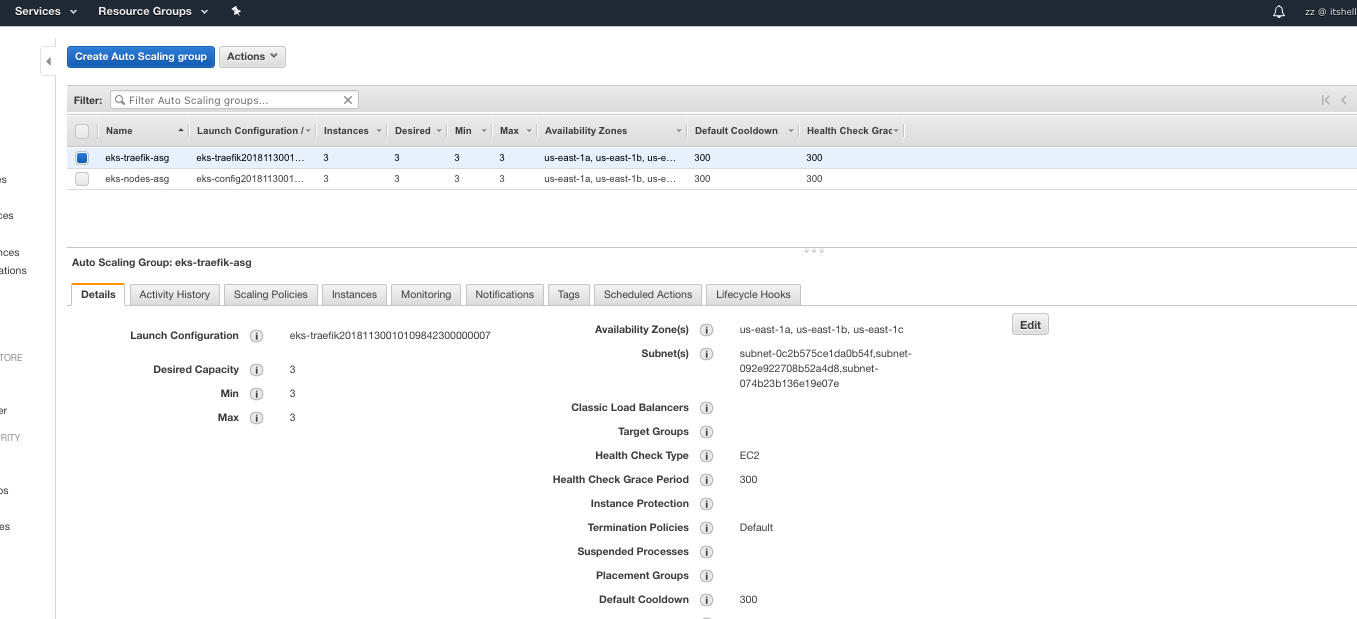 Services Resource Groups zz @ itshell
Create Auto Scaling group Actions
Filter: Filter Auto Scaling groups...
Name Launch Configuration / Instances Desired Min Max Availability Zones Default Cooldown Health Check Grac
eks-traefik-asg eks-traefik2018113001... 3 3 3 3 us-east-1a, us-east-1b, us-e... 300 300
eks-nodes-asg eks-config2018113001... 3 3 3 3 us-east-1a, us-east-1b, us-e... 300 300
es
ces
nces
ations
TORE
er
RITY
ps
es
Auto Scaling Group: eks-traefik-asg
Details Activity History Scaling Policies Instances Monitoring Notifications Tags Scheduled Actions Lifecycle Hooks
Launch Configuration eks-traefik20181130010109842300000007
Desired Capacity 3
Min 3
Max 3
Availability Zone(s) us-east-1a, us-east-1b, us-east-1c
Edit
Subnet(s) subnet-0c2b575ce1da0b54f,subnet-
092e922708b52a4d8,subnet-
074b23b136e19e07e
Classic Load Balancers
Target Groups
Health Check Type EC2
Health Check Grace Period 300
Instance Protection
Termination Policies Default
Suspended Processes
Placement Groups
Default Cooldown 300